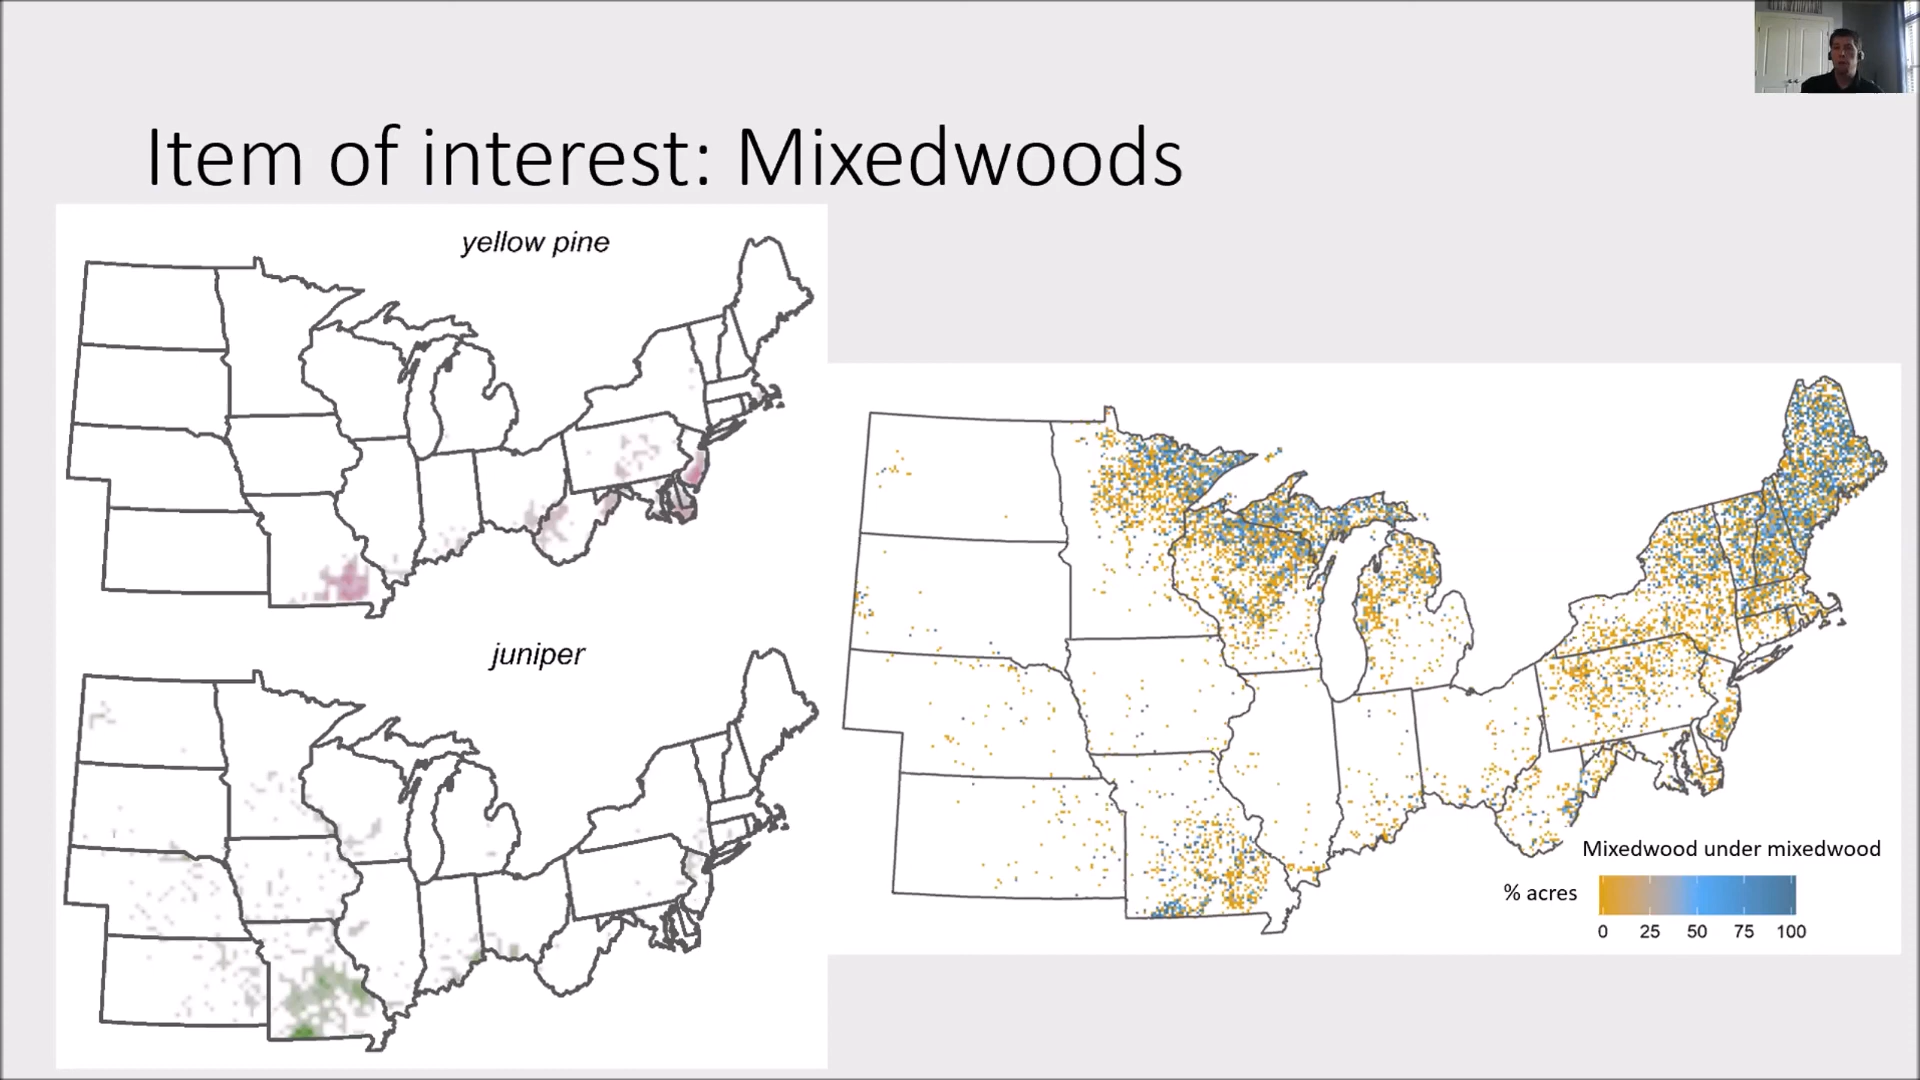 Item of interest: Mixedwoods
yellow pine
juniper
Mixedwood under mixedwood
% acres
0 25 50 75 100